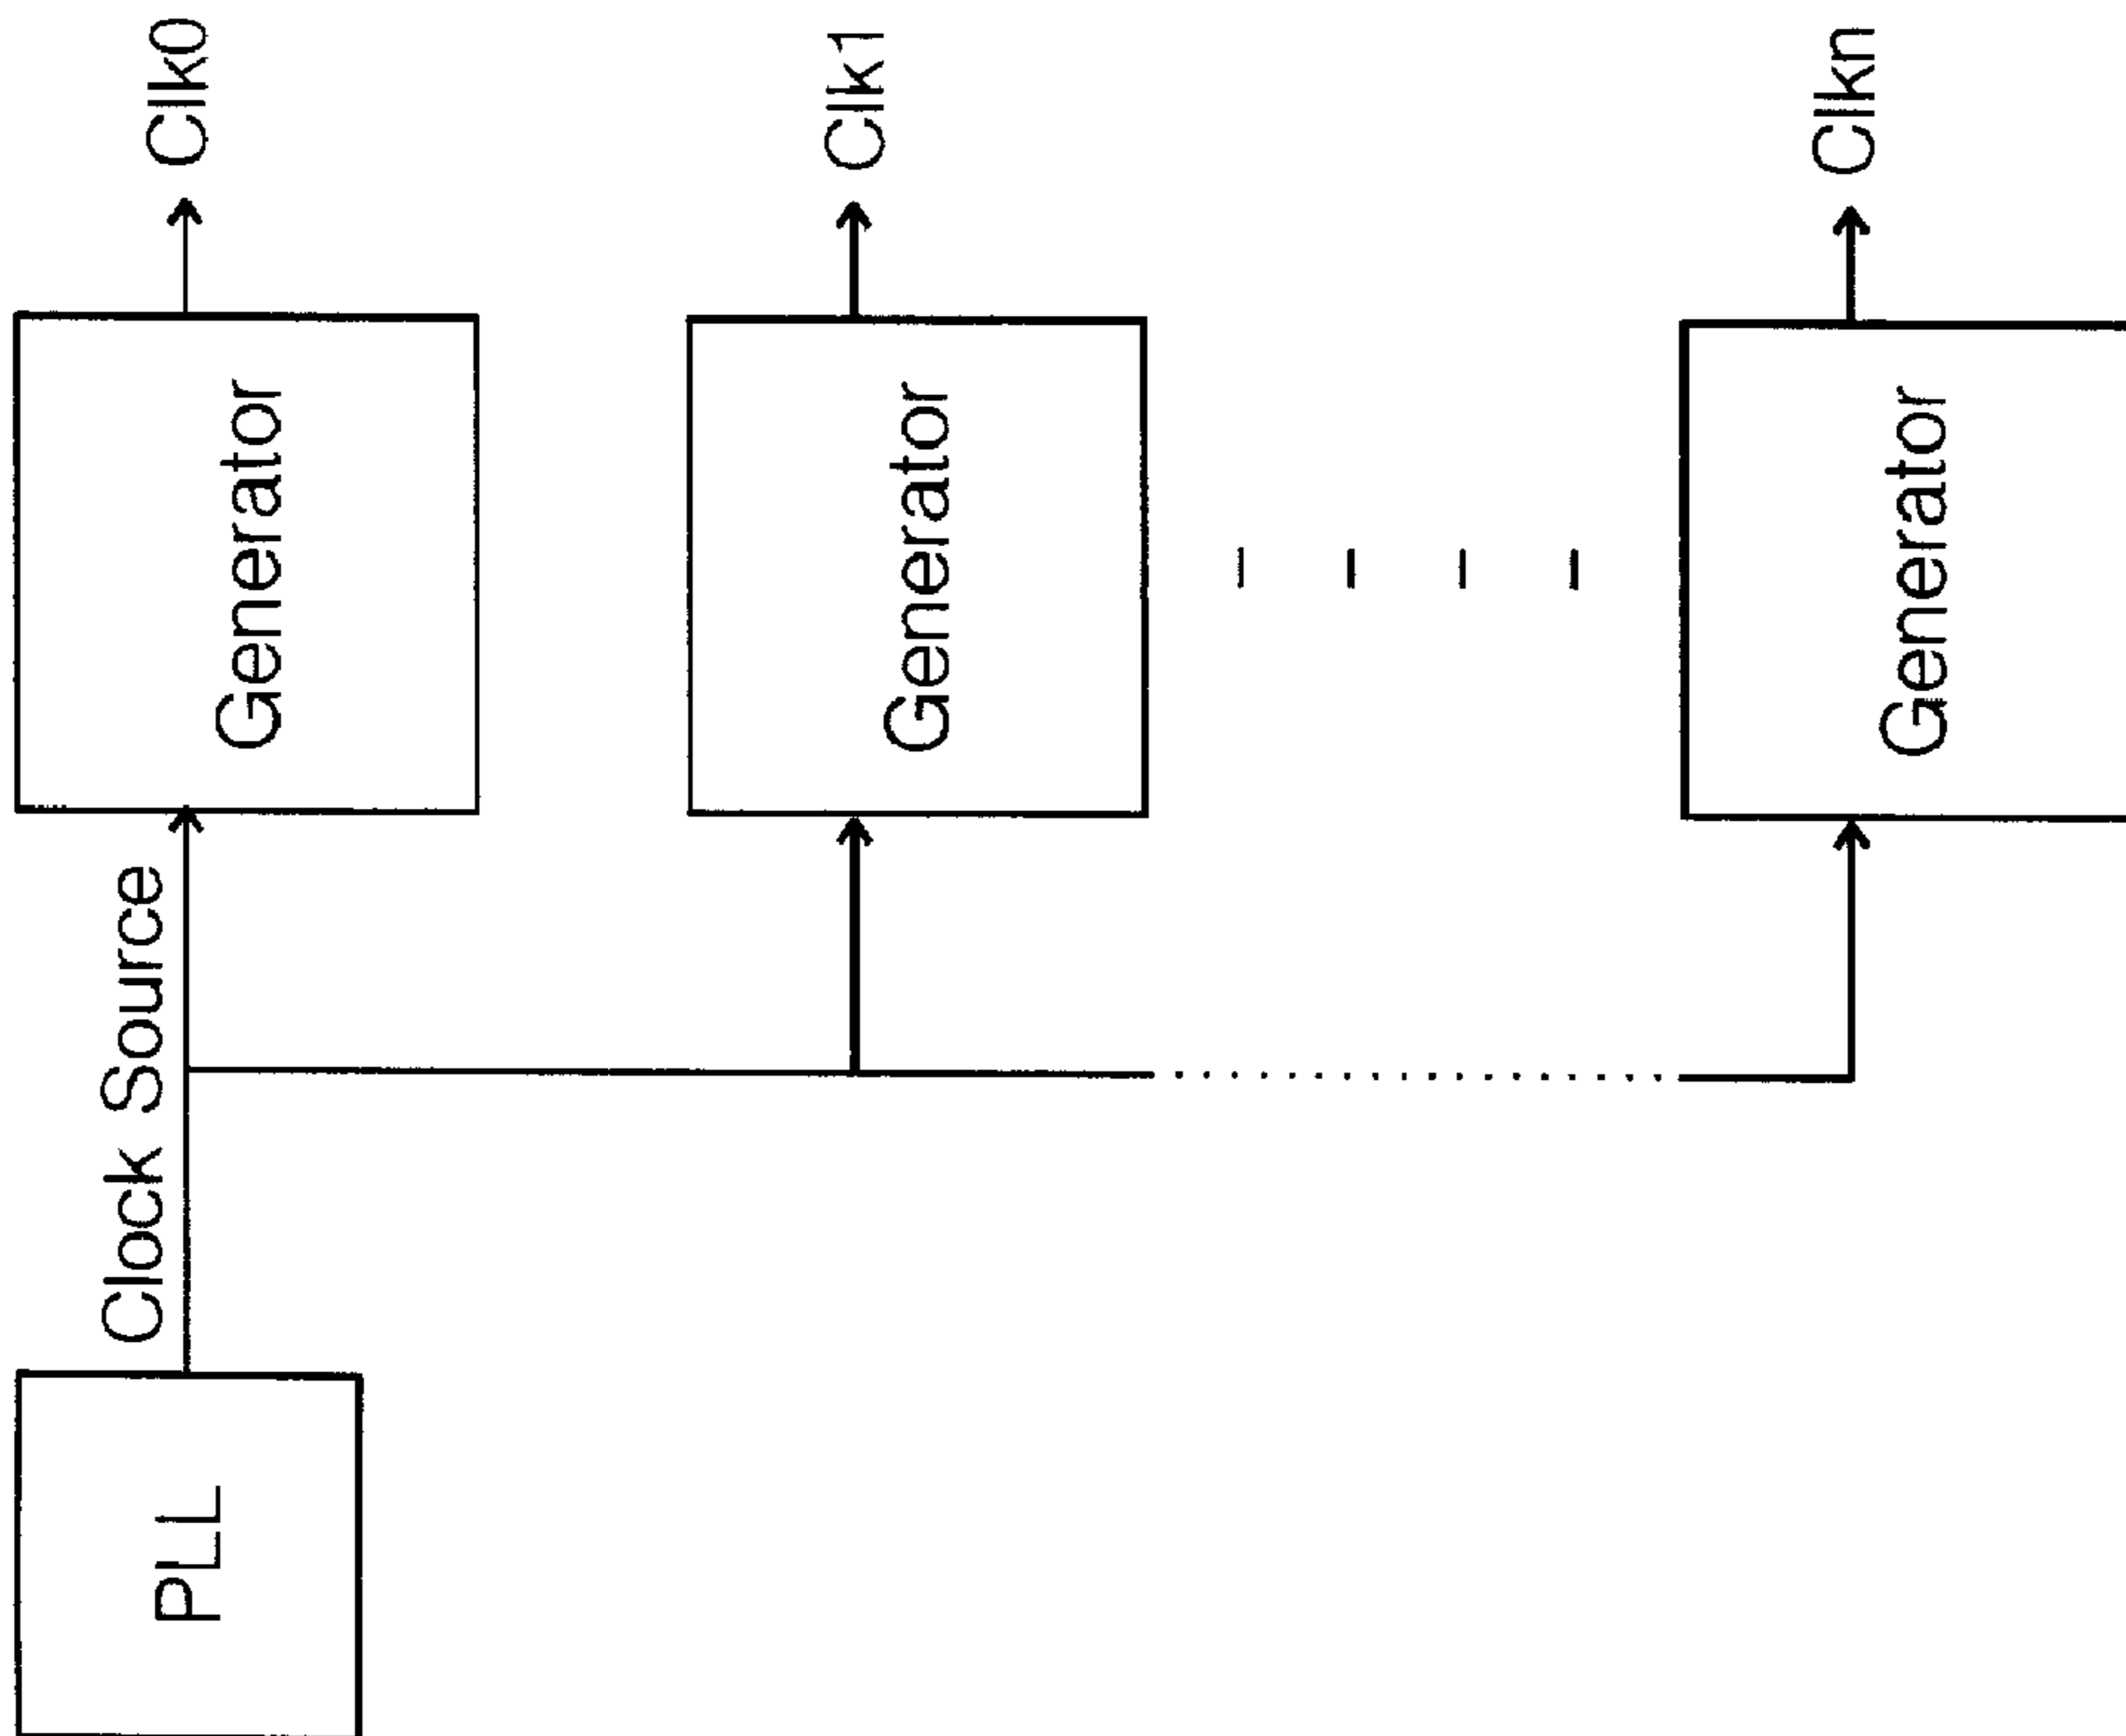 PLL
Clock Source
Generator
Clk0
Generator
Clk1
Generator
Clkn